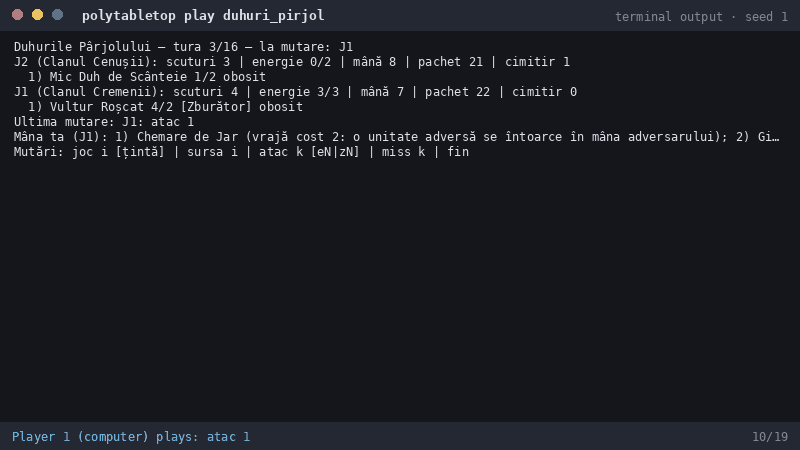 polytabletop play duhuri_pirjol
terminal output · seed 1
Duhurile Pârjolului — tura 3/16 — la mutare: J1
J2 (Clanul Cenușii): scuturi 3 | energie 0/2 | mână 8 | pachet 21 | cimitir 1
1) Mic Duh de Scânteie 1/2 obosit
J1 (Clanul Cremenii): scuturi 4 | energie 3/3 | mână 7 | pachet 22 | cimitir 0
1) Vultur Roșcat 4/2 [Zburător] obosit
Ultima mutare: J1: atac 1
Mâna ta (J1): 1) Chemare de Jar (vrajă cost 2: o unitate adversă se întoarce în mâna adversarului); 2) Gi…
Mutări: joc i [țintă] | sursa i | atac k [eN|zN] | miss k | fin
Player 1 (computer) plays: atac 1
10/19